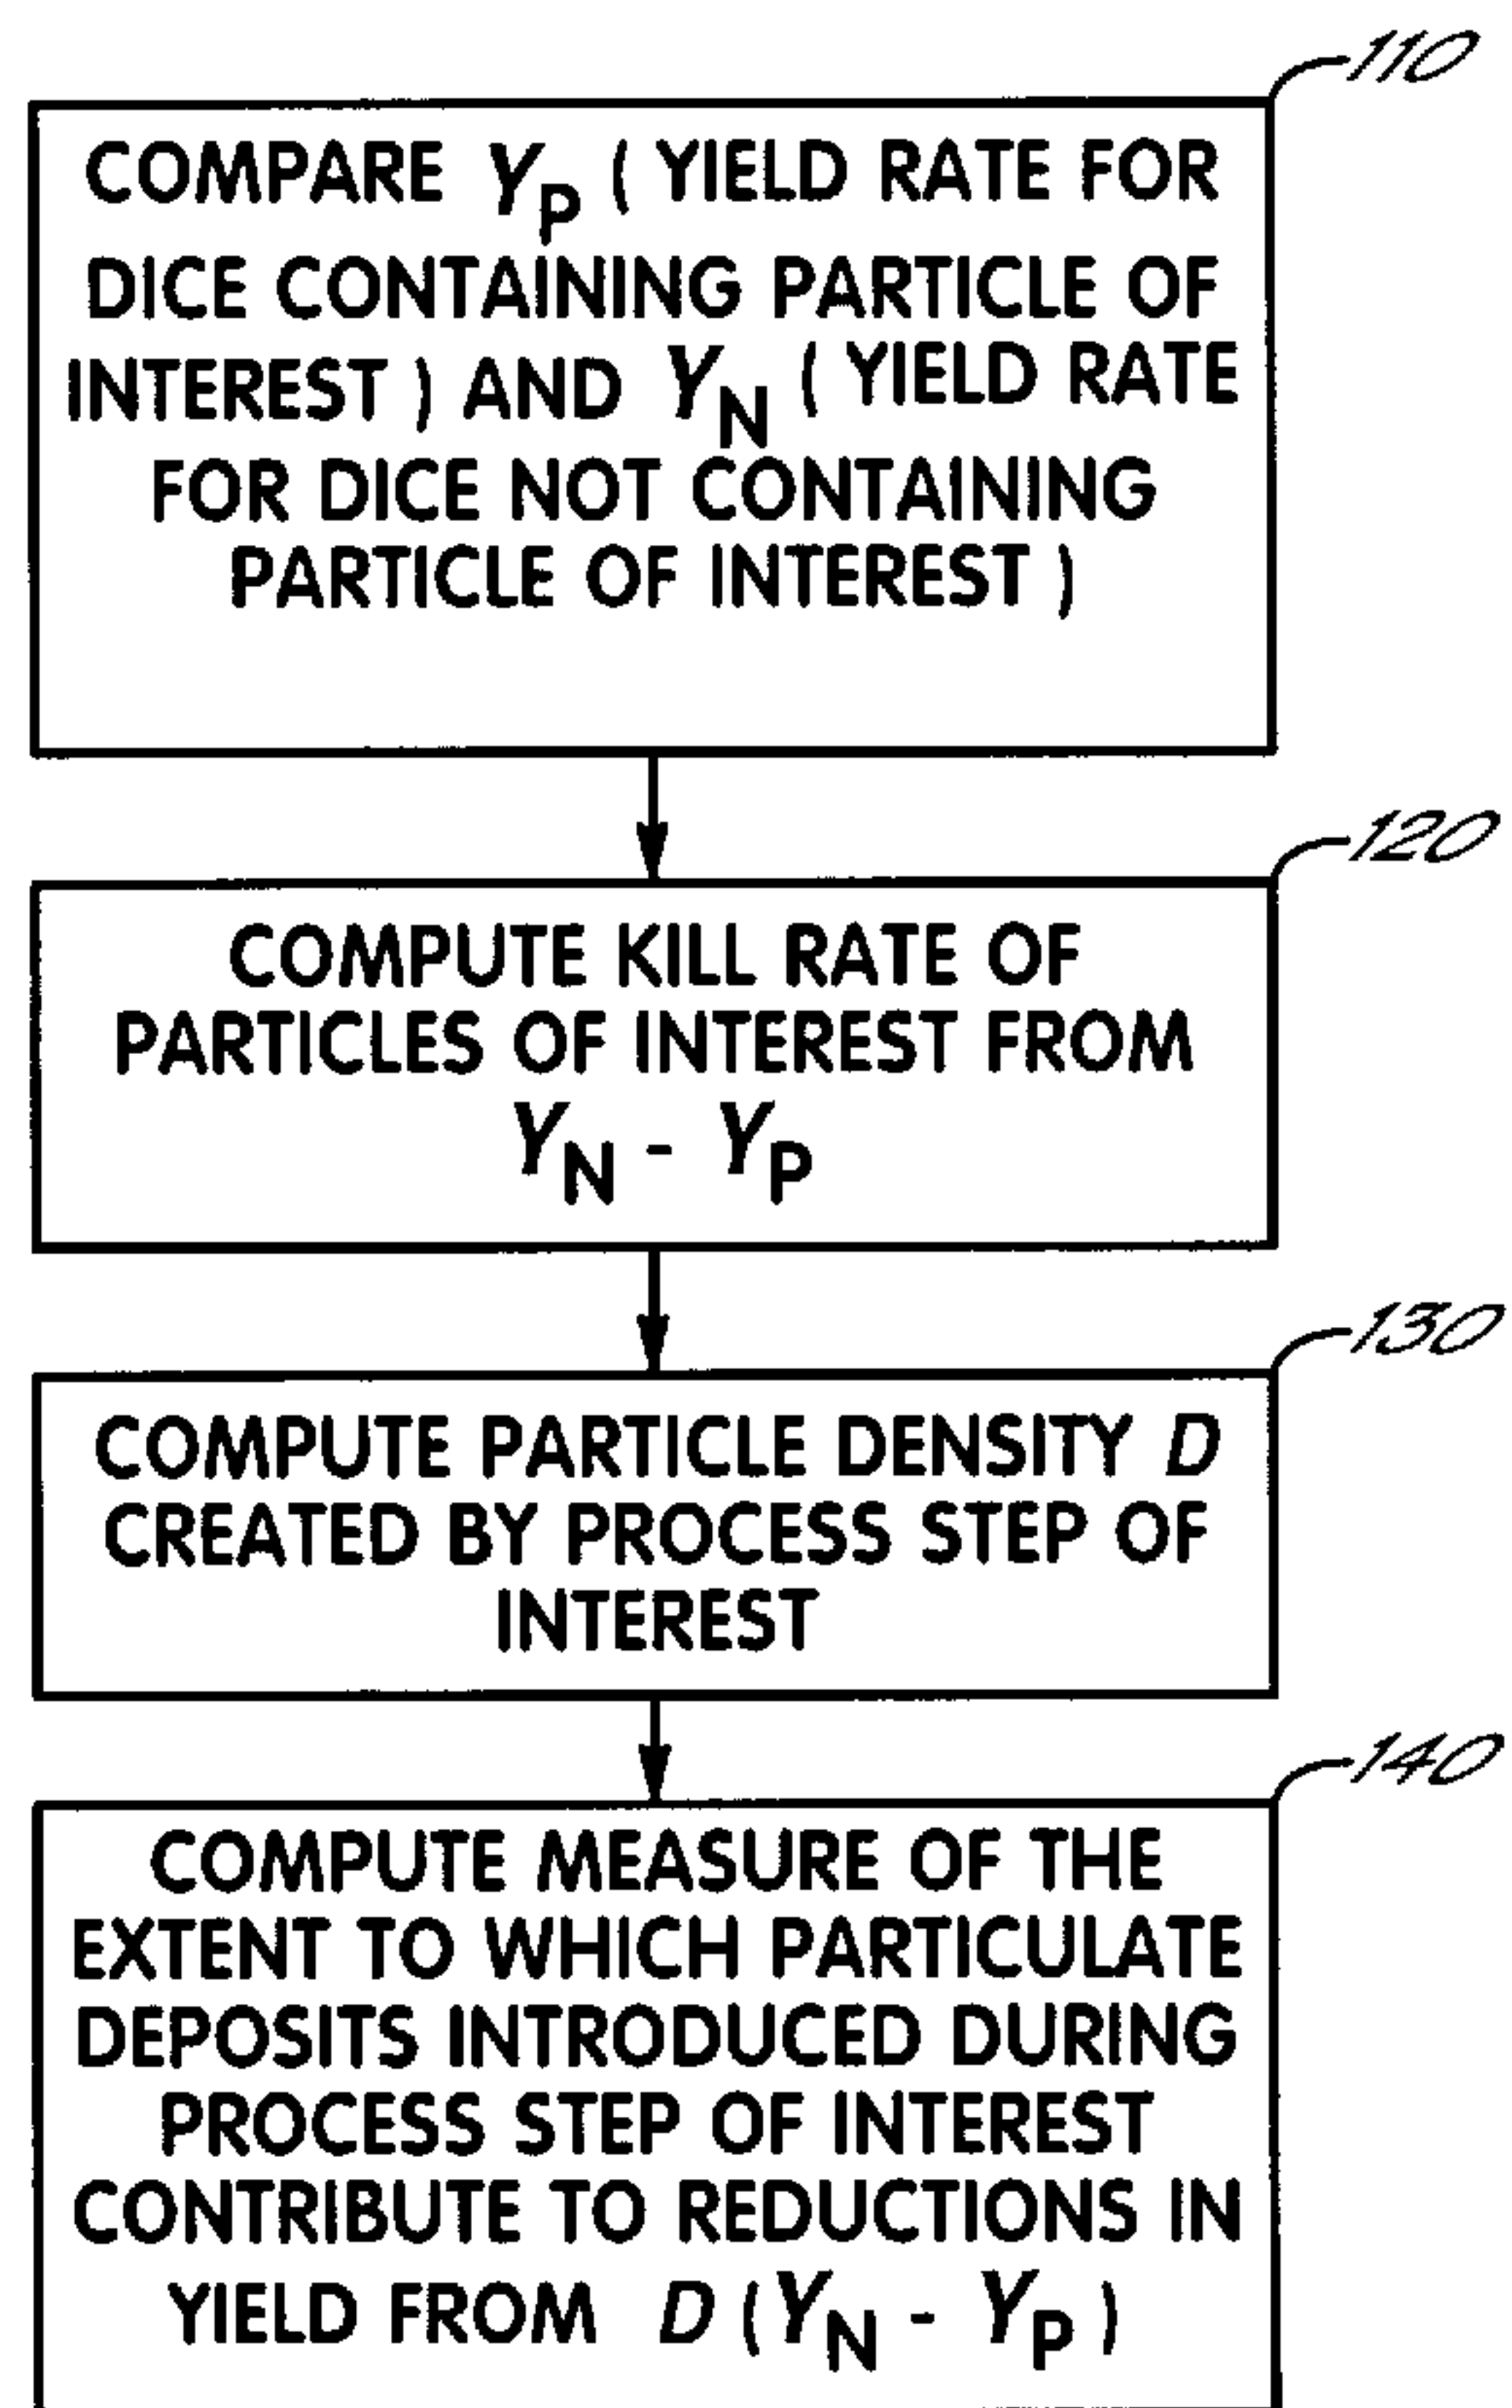 110
COMPARE Y_P ( YIELD RATE FOR
DICE CONTAINING PARTICLE OF
INTEREST ) AND Y_N ( YIELD RATE
FOR DICE NOT CONTAINING
PARTICLE OF INTEREST )
120
COMPUTE KILL RATE OF
PARTICLES OF INTEREST FROM
Y_N - Y_P
130
COMPUTE PARTICLE DENSITY D
CREATED BY PROCESS STEP OF
INTEREST
140
COMPUTE MEASURE OF THE
EXTENT TO WHICH PARTICULATE
DEPOSITS INTRODUCED DURING
PROCESS STEP OF INTEREST
CONTRIBUTE TO REDUCTIONS IN
YIELD FROM D ( Y_N - Y_P )